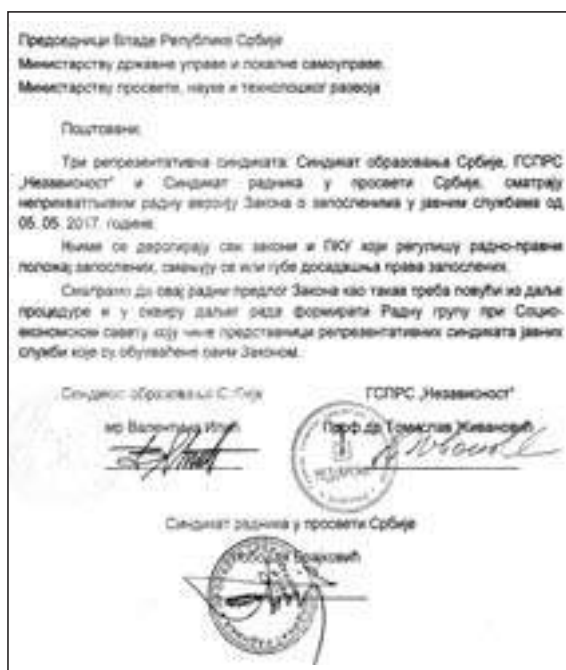 Председници Владе Републике Србије
Министарству државне управе и локалне самоуправе,
Министарству просвете, науке и технолошког развоја
Поштовани,
Три репрезентативна синдиката: Синдикат образовања Србије, ГСПРС
„Независност" и Синдикат радника у просвети Србије, сматрају
неприхватљивом радну верзију Закона о запосленима у јавним службама од
05. 05. 2017. године.
Њиме се дерогирају сви закони и ПКУ који регулишу радно-правни
положај запослених, смањују се или губе досадашња права запослених.
Сматрамо да овај радни предлог Закона као такав треба повући из даље
процедуре и у оквиру даљег рада формирати Радну групу при Социо-
економском савету коју чине представници репрезентативних синдиката јавних
служби које су обухваћене овим Законом.
Синдикат образовања Србије
ГСПРС „Независност"
мр Валентина Илић
Проф. др Томислав Живановић
Синдикат радника у просвети Србије
Слободан Брајковић